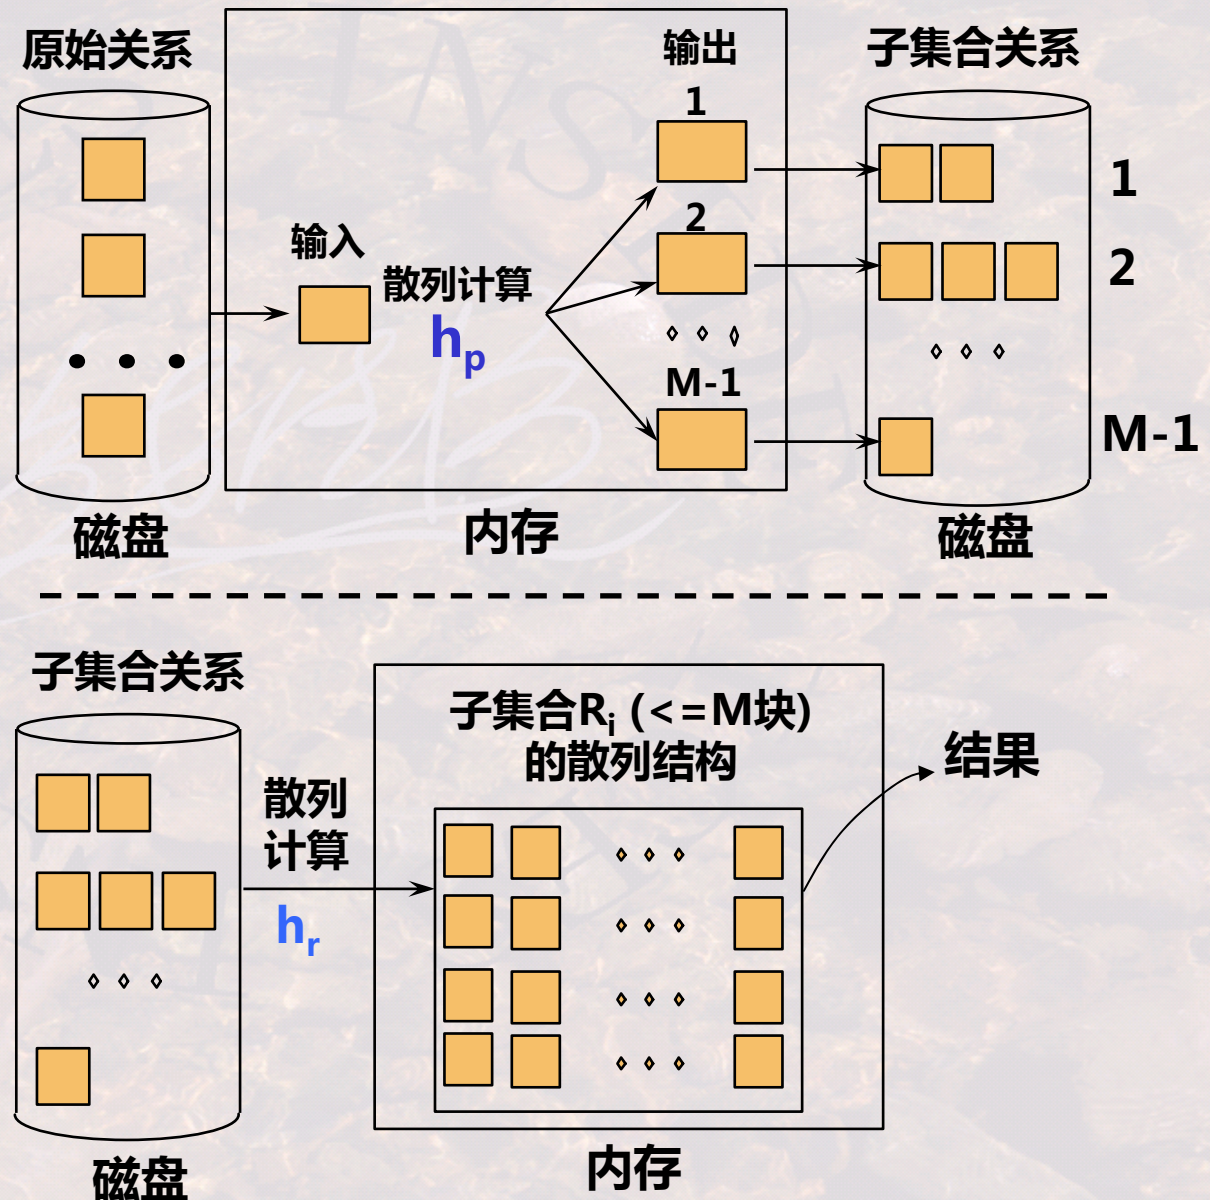 原始关系
输出
子集合关系
1
1
2
2
输入
散列计算
hp
M-1
M-1
磁盘
内存
磁盘
子集合关系
子集合Ri (<=M块)
的散列结构
结果
散列
计算
hr
磁盘
内存